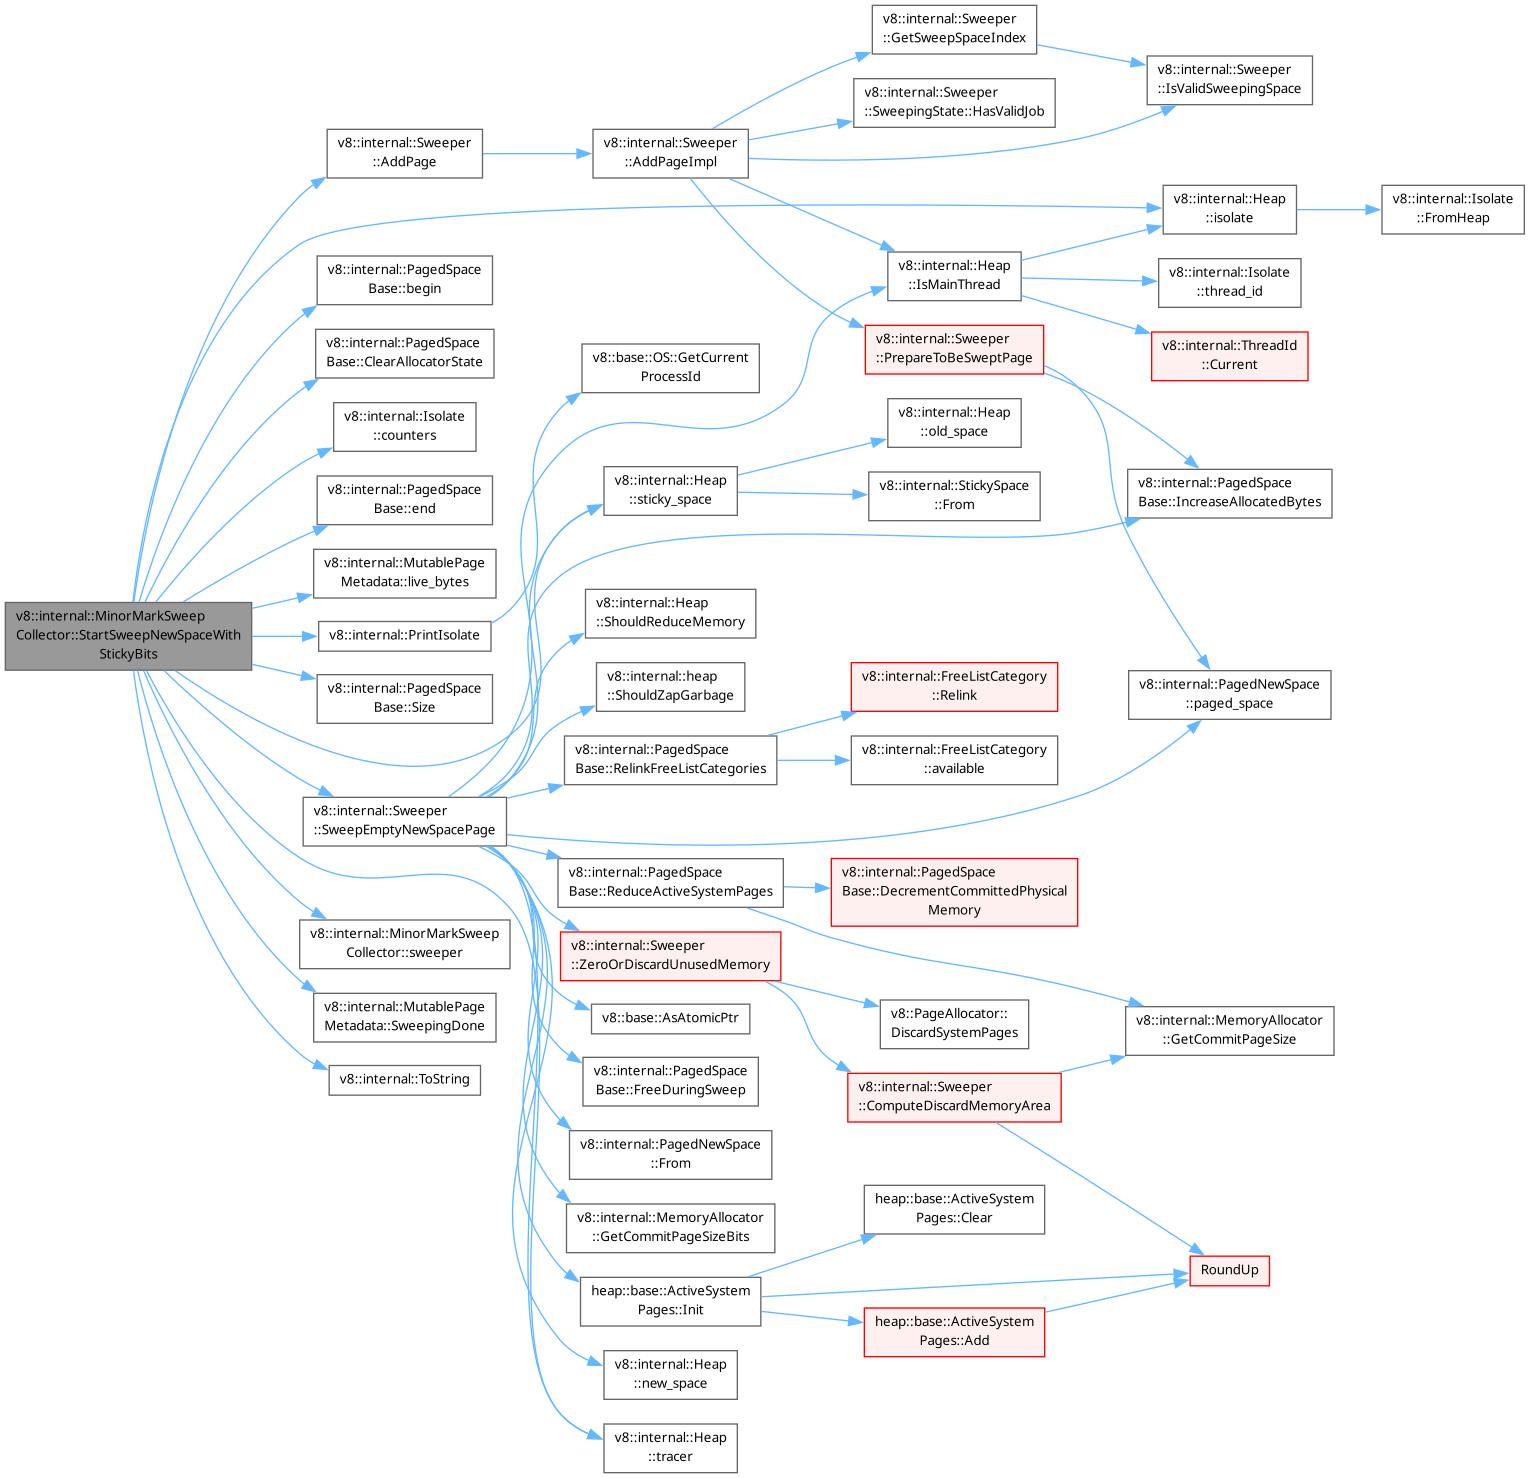 v8::internal::MinorMarkSweep
Collector::StartSweepNewSpaceWith
StickyBits
v8::internal::Sweeper
::AddPage
v8::internal::PagedSpace
Base::begin
v8::internal::PagedSpace
Base::ClearAllocatorState
v8::internal::Isolate
::counters
v8::internal::PagedSpace
Base::end
v8::internal::MutablePage
Metadata::live_bytes
v8::internal::PrintIsolate
v8::internal::PagedSpace
Base::Size
v8::internal::Sweeper
::SweepEmptyNewSpacePage
v8::internal::MinorMarkSweep
Collector::sweeper
v8::internal::MutablePage
Metadata::SweepingDone
v8::internal::ToString
v8::internal::Sweeper
::AddPageImpl
v8::base::OS::GetCurrent
ProcessId
v8::internal::Heap
::sticky_space
v8::internal::Heap
::ShouldReduceMemory
v8::internal::heap
::ShouldZapGarbage
v8::internal::PagedSpace
Base::RelinkFreeListCategories
v8::internal::PagedSpace
Base::ReduceActiveSystemPages
v8::internal::Sweeper
::ZeroOrDiscardUnusedMemory
v8::base::AsAtomicPtr
v8::internal::PagedSpace
Base::FreeDuringSweep
v8::internal::PagedNewSpace
::From
v8::internal::MemoryAllocator
::GetCommitPageSizeBits
heap::base::ActiveSystem
Pages::Init
v8::internal::Heap
::new_space
v8::internal::Heap
::tracer
v8::internal::Sweeper
::GetSweepSpaceIndex
v8::internal::Sweeper
::SweepingState::HasValidJob
v8::internal::Heap
::IsMainThread
v8::internal::Sweeper
::PrepareToBeSweptPage
v8::internal::Heap
::old_space
v8::internal::StickySpace
::From
v8::internal::FreeListCategory
::Relink
v8::internal::FreeListCategory
::available
v8::internal::PagedSpace
Base::DecrementCommittedPhysical
Memory
v8::PageAllocator::
DiscardSystemPages
v8::internal::Sweeper
::ComputeDiscardMemoryArea
heap::base::ActiveSystem
Pages::Clear
heap::base::ActiveSystem
Pages::Add
v8::internal::Sweeper
::IsValidSweepingSpace
v8::internal::Heap
::isolate
v8::internal::Isolate
::thread_id
v8::internal::ThreadId
::Current
v8::internal::PagedSpace
Base::IncreaseAllocatedBytes
v8::internal::PagedNewSpace
::paged_space
v8::internal::MemoryAllocator
::GetCommitPageSize
RoundUp
v8::internal::Isolate
::FromHeap